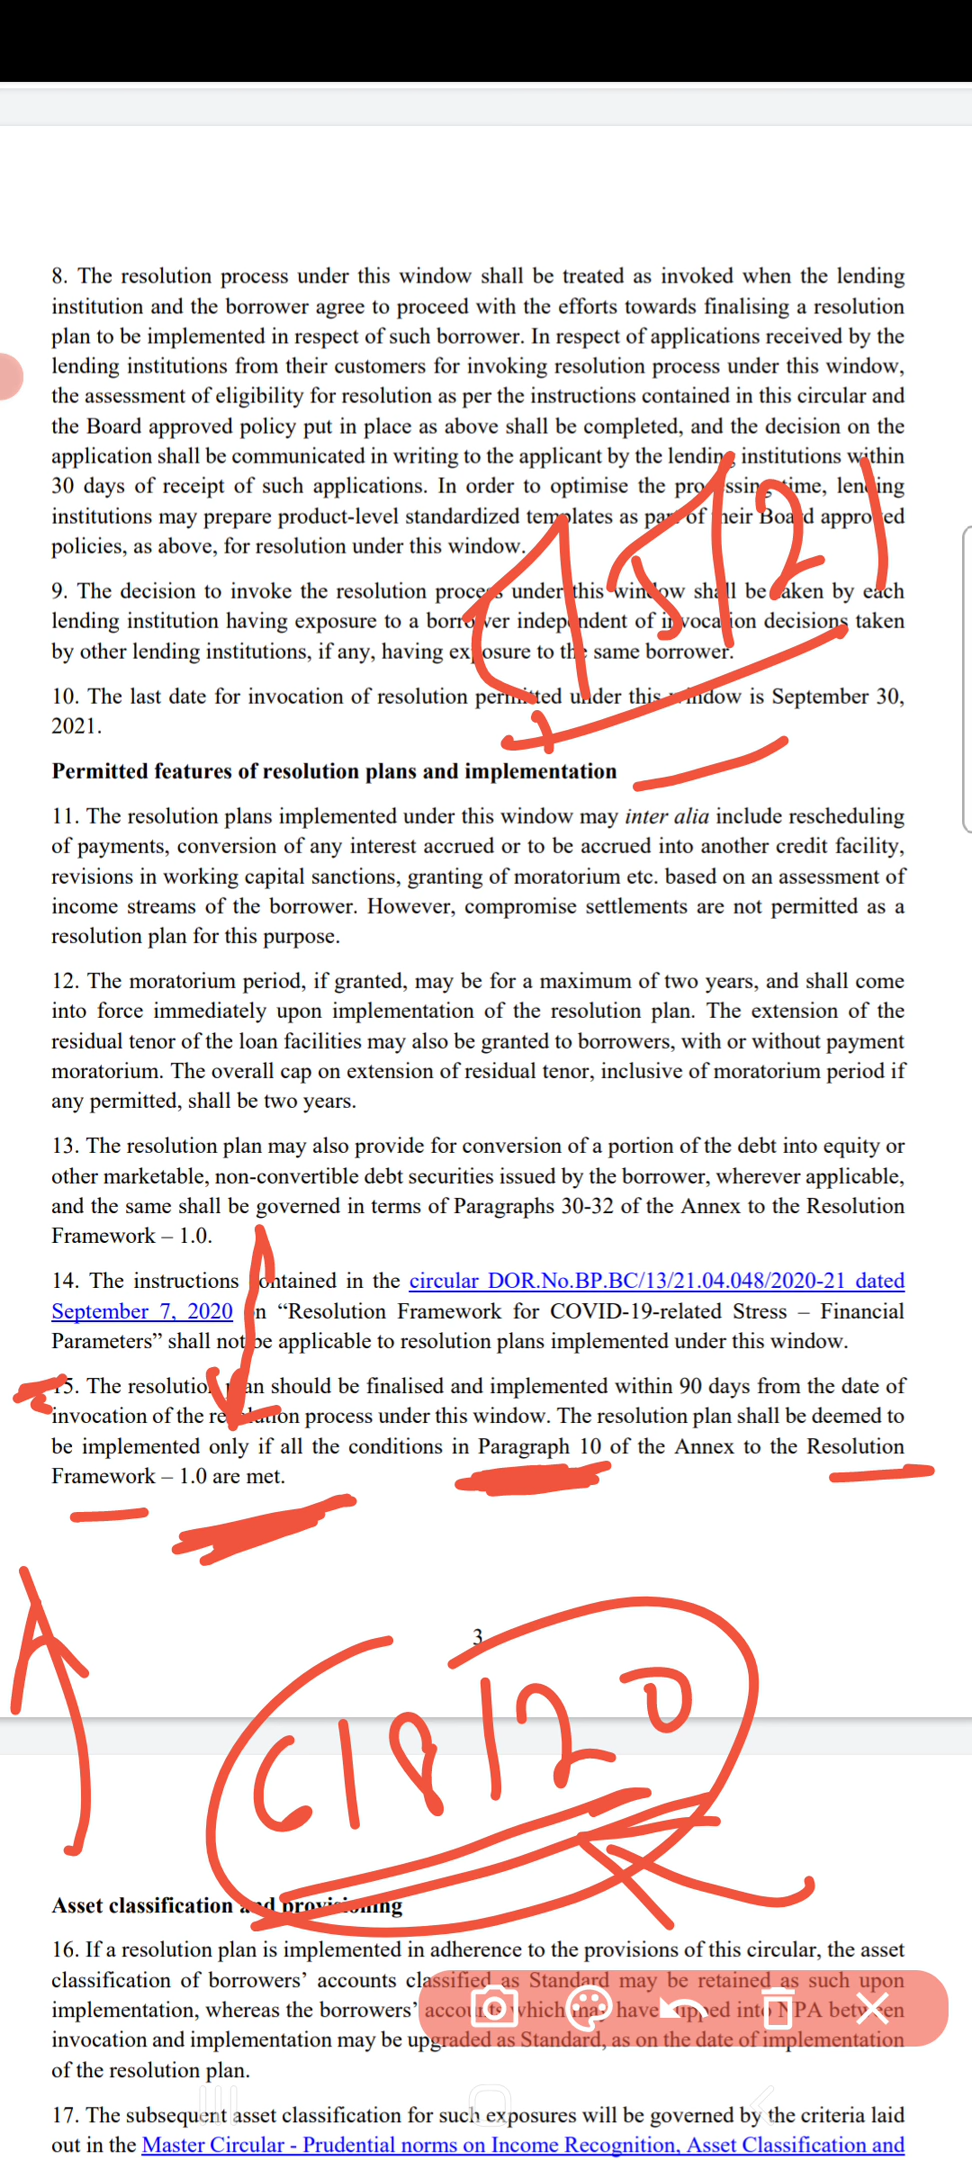 8. The resolution process under this window shall be treated as invoked when the lending
institution and the borrower agree to proceed with the efforts towards finalising a resolution
plan to be implemented in respect of such borrower. In respect of applications received by the
lending institutions from their customers for invoking resolution process under this window,
the assessment of eligibility for resolution as per the instructions contained in this circular and
the Board approved policy put in place as above shall be completed, and the decision on the
application shall be communicated in writing to the applicant by the lending institutions within
30 days of receipt of such applications. In order to optimise the processing time, lending
institutions may prepare product-level standardized templates as part of their Board approved
policies, as above, for resolution under this window.
9. The decision to invoke the resolution process under this window shall be taken by each
lending institution having exposure to a borrower independent of invocation decisions taken
by other lending institutions, if any, having exposure to the same borrower.
10. The last date for invocation of resolution permitted under this window is September 30,
2021.
Permitted features of resolution plans and implementation
11. The resolution plans implemented under this window may inter alia include rescheduling
of payments, conversion of any interest accrued or to be accrued into another credit facility,
revisions in working capital sanctions, granting of moratorium etc. based on an assessment of
income streams of the borrower. However, compromise settlements are not permitted as a
resolution plan for this purpose.
12. The moratorium period, if granted, may be for a maximum of two years, and shall come
into force immediately upon implementation of the resolution plan. The extension of the
residual tenor of the loan facilities may also be granted to borrowers, with or without payment
moratorium. The overall cap on extension of residual tenor, inclusive of moratorium period if
any permitted, shall be two years.
13. The resolution plan may also provide for conversion of a portion of the debt into equity or
other marketable, non-convertible debt securities issued by the borrower, wherever applicable,
and the same shall be governed in terms of Paragraphs 30-32 of the Annex to the Resolution
Framework – 1.0.
14. The instructions contained in the circular DOR.No.BP.BC/13/21.04.048/2020-21 dated
September 7, 2020 on “Resolution Framework for COVID-19-related Stress – Financial
Parameters” shall not be applicable to resolution plans implemented under this window.
15. The resolution plan should be finalised and implemented within 90 days from the date of
invocation of the resolution process under this window. The resolution plan shall be deemed to
be implemented only if all the conditions in Paragraph 10 of the Annex to the Resolution
Framework – 1.0 are met.
3
6/8/20
Asset classification and provisioning
16. If a resolution plan is implemented in adherence to the provisions of this circular, the asset
classification of borrowers’ accounts classified as Standard may be retained as such upon
implementation, whereas the borrowers’ accounts which may have slipped into NPA between
invocation and implementation may be upgraded as Standard, as on the date of implementation
of the resolution plan.
17. The subsequent asset classification for such exposures will be governed by the criteria laid
out in the Master Circular - Prudential norms on Income Recognition, Asset Classification and